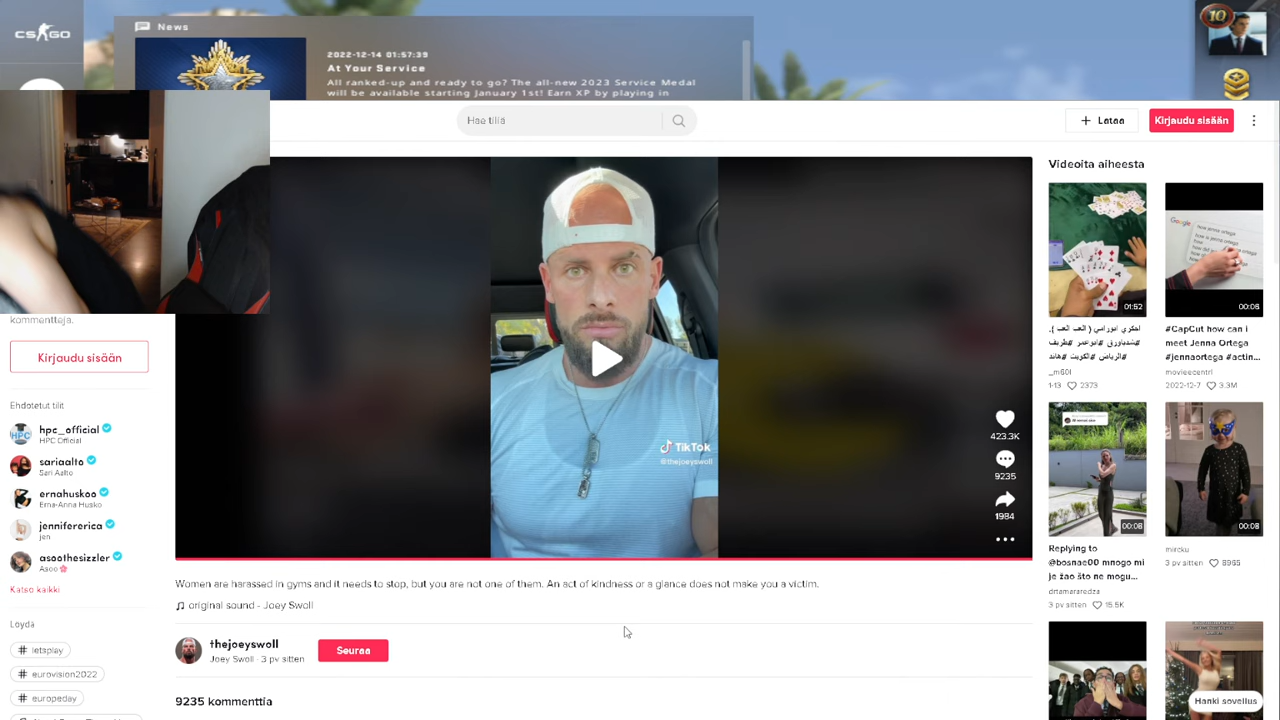 CS:GO
News
2022-12-14 01:57:39
At Your Service
All ranked-up and ready to go? The all-new 2023 Service Medal
will be available starting January 1st! Earn XP by playing in
10
Hae tiliä
Lataa
Kirjaudu sisään
kommentteja.
Kirjaudu sisään
Ehdotetut tilit
hpc_official
HPC Official
sariaalto
Sari Aalto
ernahuskoo
Erna-Anna Husko
jennifererica
jen
asoothesizzler
Asoo
Katso kaikki
Löydä
# letsplay
# eurovision2022
# europeday
TikTok
@thejoeyswoll
423.3K
9235
1984
Women are harassed in gyms and it needs to stop, but you are not one of them. An act of kindness or a glance does not make you a victim.
original sound - Joey Swoll
thejoeyswoll
Joey Swoll · 3 pv sitten
Seuraa
9235 kommenttia
Videoita aiheesta
01:52
_m60l
1-13 2373
Google
00:06
#CapCut how can i
meet Jenna Ortega
#jennaortega #actin...
movieecentrl
2022-12-7 3.3M
00:08
Replying to
@bosnae00 mnogo mi
je žao što ne mogu...
drtamararedza
3 pv sitten 15.5K
00:08
mircku
3 pv sitten 8965
Hanki sovellus